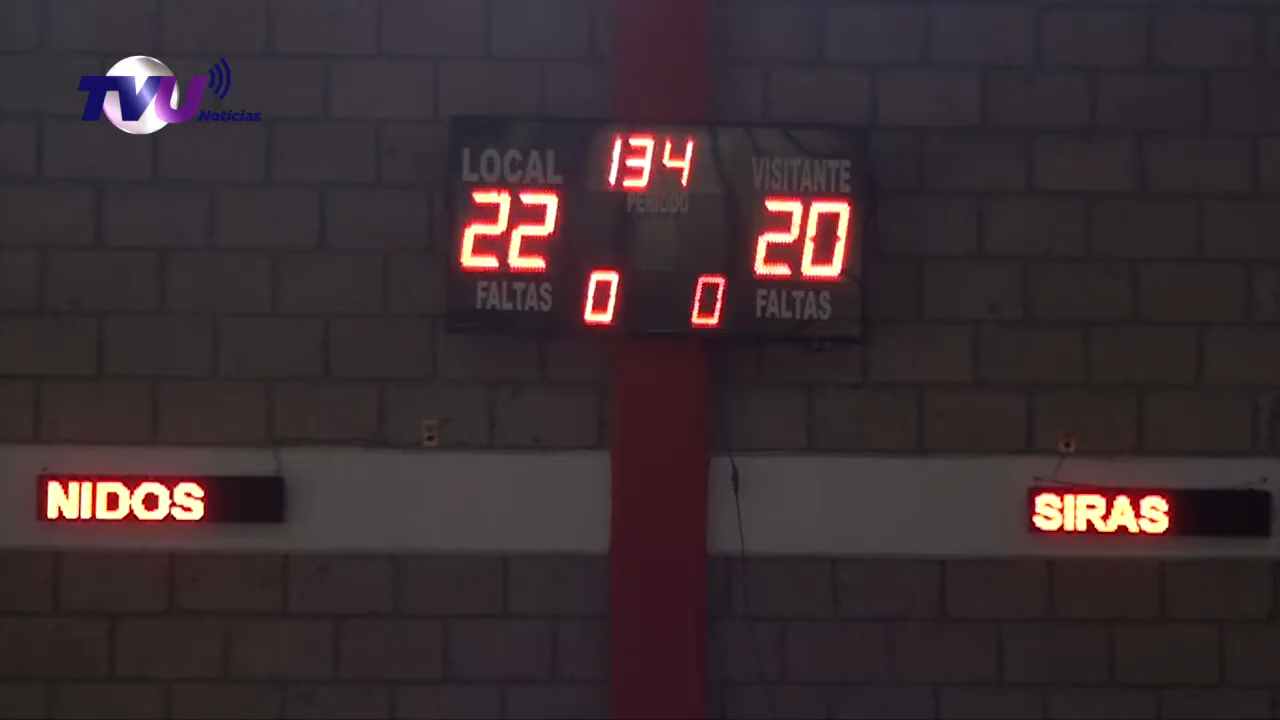 TVU
Noticias
134
LOCAL
VISITANTE
22
PERIODO
20
FALTAS
0
0
FALTAS
NIDOS
SIRAS